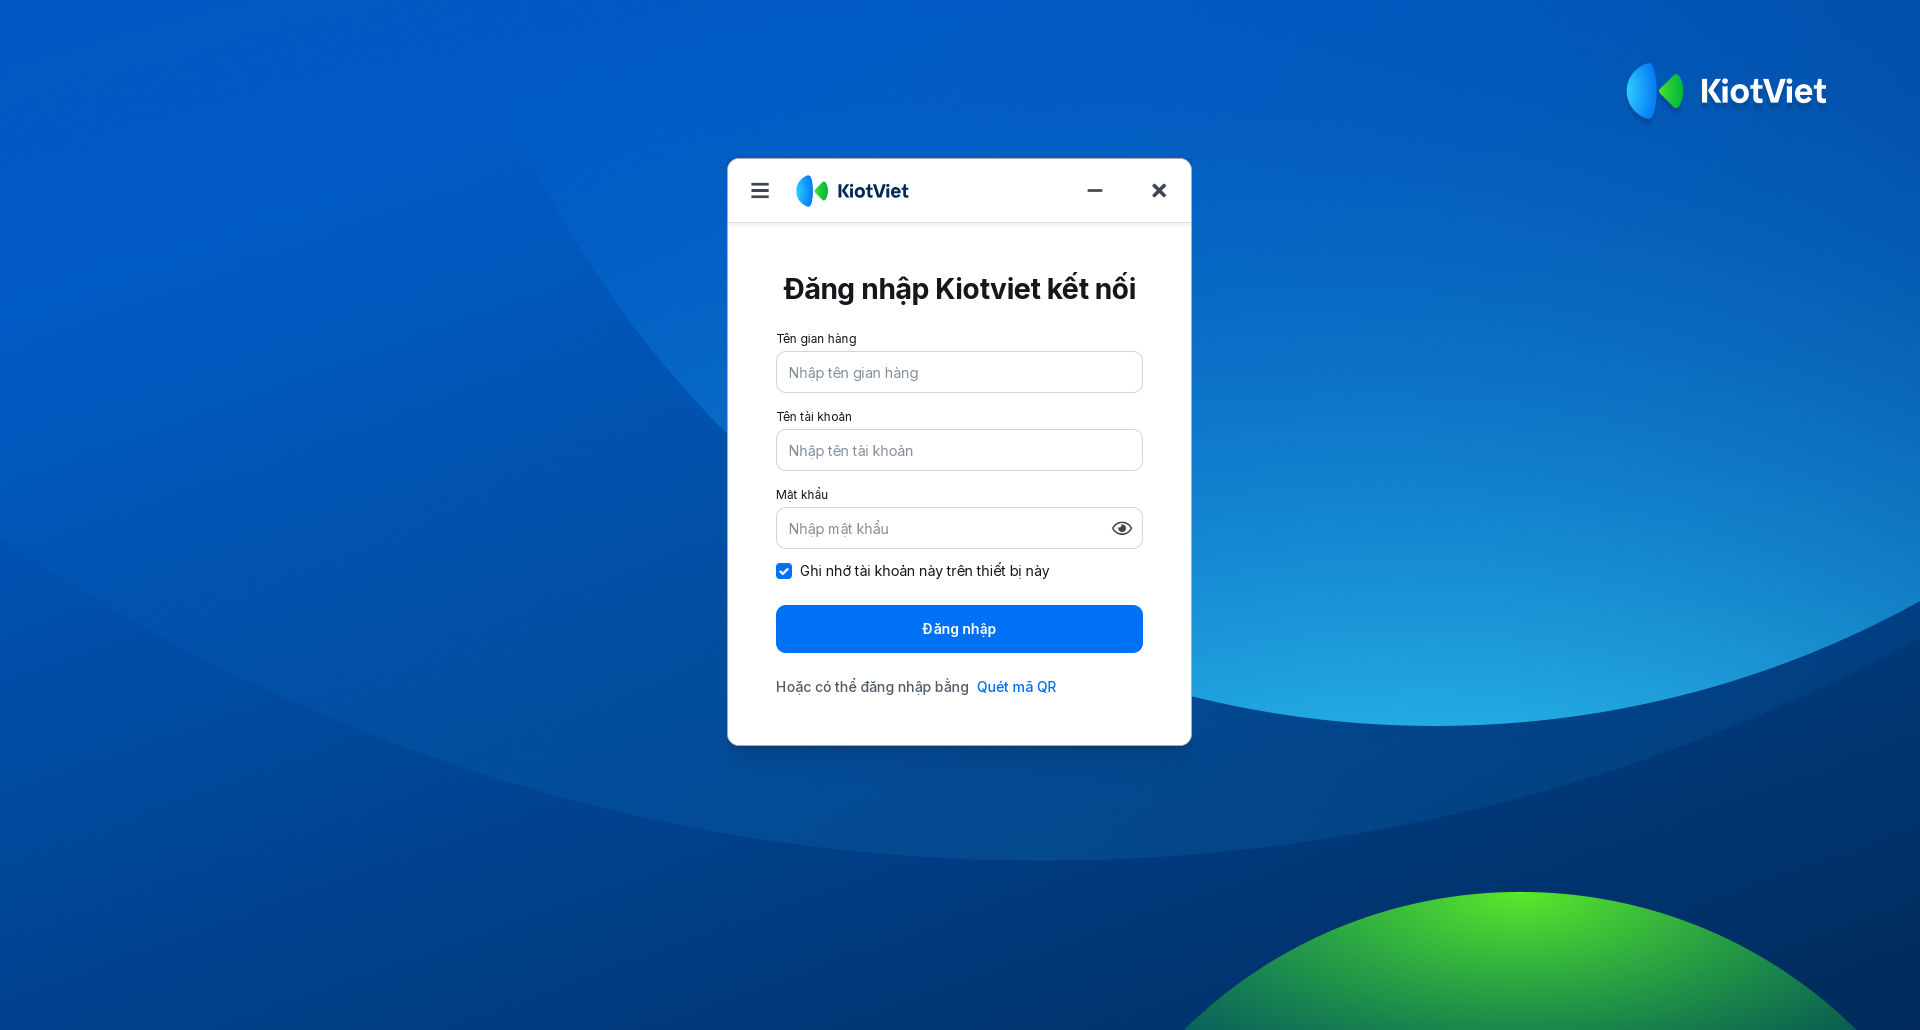 KiotViet
KiotViet
Đăng nhập Kiotviet kết nối
Tên gian hàng
Nhập tên gian hàng
Tên tài khoản
Nhập tên tài khoản
Mật khẩu
Nhập mật khẩu
Ghi nhớ tài khoản này trên thiết bị này
Đăng nhập
Hoặc có thể đăng nhập bằng Quét mã QR